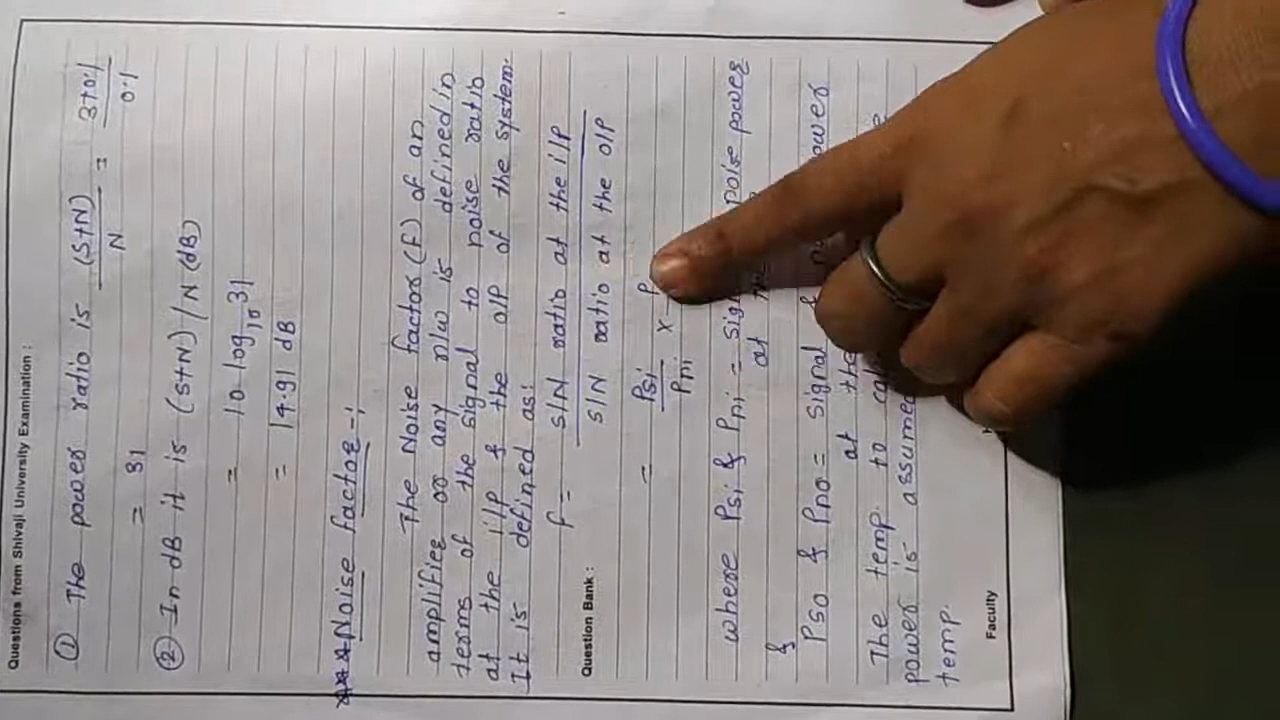 Questions from Shivaji University Examination :
① The power ratio is (S+N)/N = 3+0.1/0.1
= 31
② In dB it is (S+N)/N (dB)
= 10 log₁₀ 31
= 14.91 dB
*** Noise factor -:
The Noise factor (F) of an
amplifier or any n/w is defined in
terms of the signal to noise ratio
at the i/p & the o/p of the system.
It is defined as:
F = S/N ratio at the i/p
S/N ratio at the o/p
Question Bank :
= Psi/Pni × P
where Psi & Pni = signal noise power
at the
&
Pso & Pno = signal & power
at the
The temp. to
power is assumed
temp.
Faculty